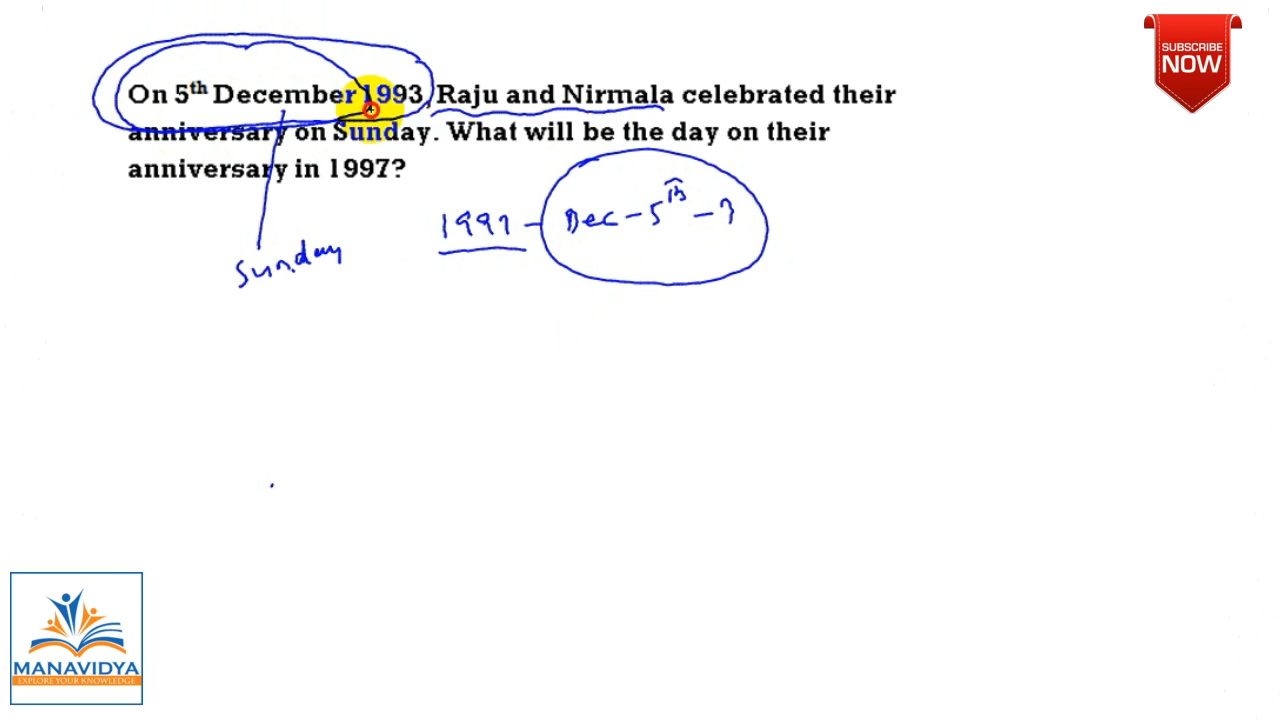 SUBSCRIBE
NOW
On 5th December 1993, Raju and Nirmala celebrated their
anniversary on Sunday. What will be the day on their
anniversary in 1997?
1997 - Dec - 5th - ?
Sunday
MANAVIDYA
EXPLORE YOUR KNOWLEDGE